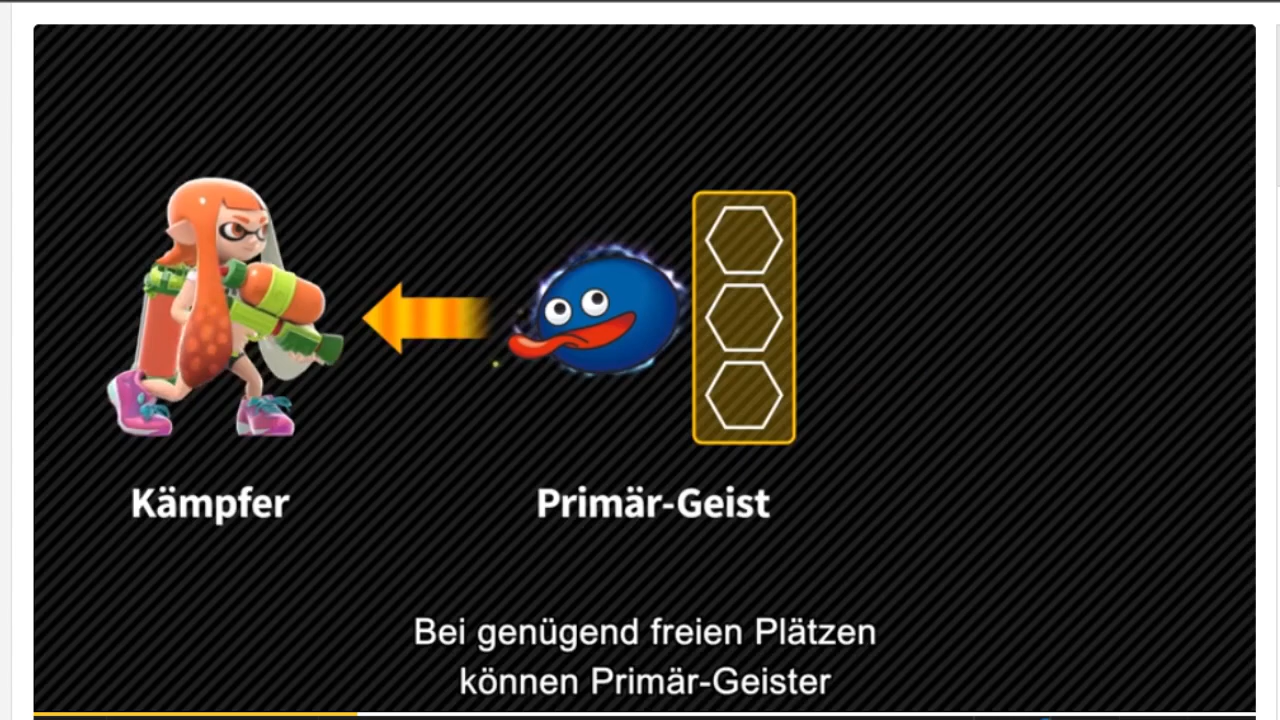 Kämpfer
Primär-Geist
Bei genügend freien Plätzen
können Primär-Geister